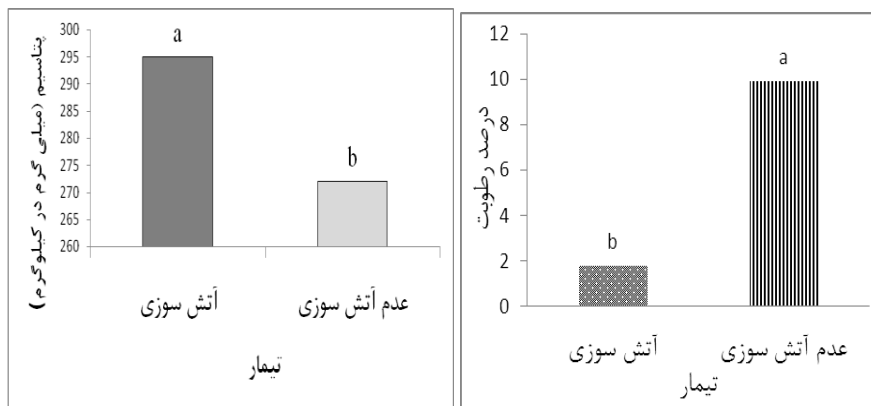 پتاسیم (میلی گرم در کیلوگرم)
300
295
290
285
280
275
270
265
260
a
b
آتش سوزی
عدم آتش سوزی
تیمار
درصد رطوبت
12
10
8
6
4
2
0
b
a
آتش سوزی
عدم آتش سوزی
تیمار